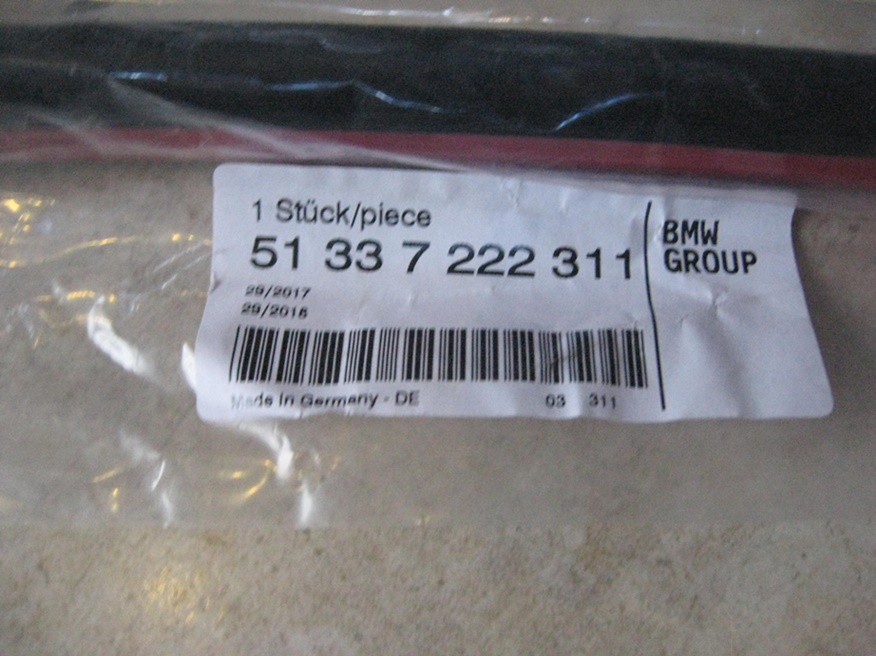 1 Stück/piece
51 33 7 222 311
29/2017
29/2018
Made in Germany - DE
03 311
BMW
GROUP